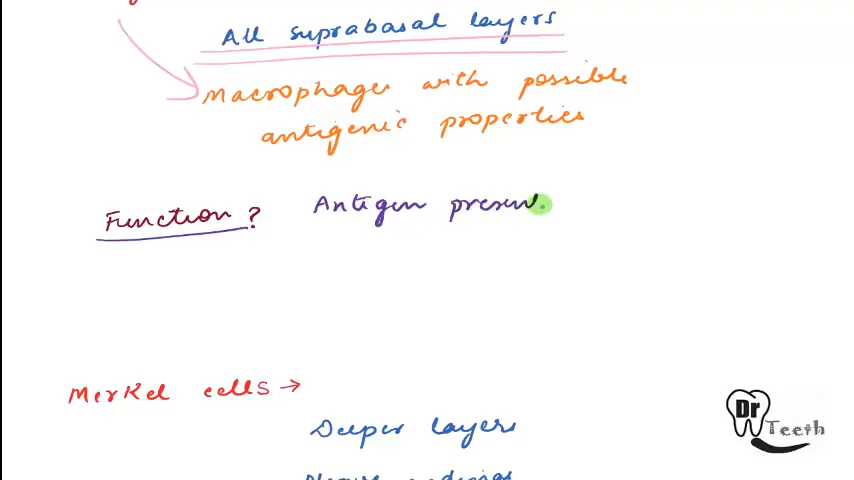 All suprabasal layers
Macrophages with possible
antigenic properties
Function? Antigen presen
Merkel cells →
Deeper layers
Dr
Teeth